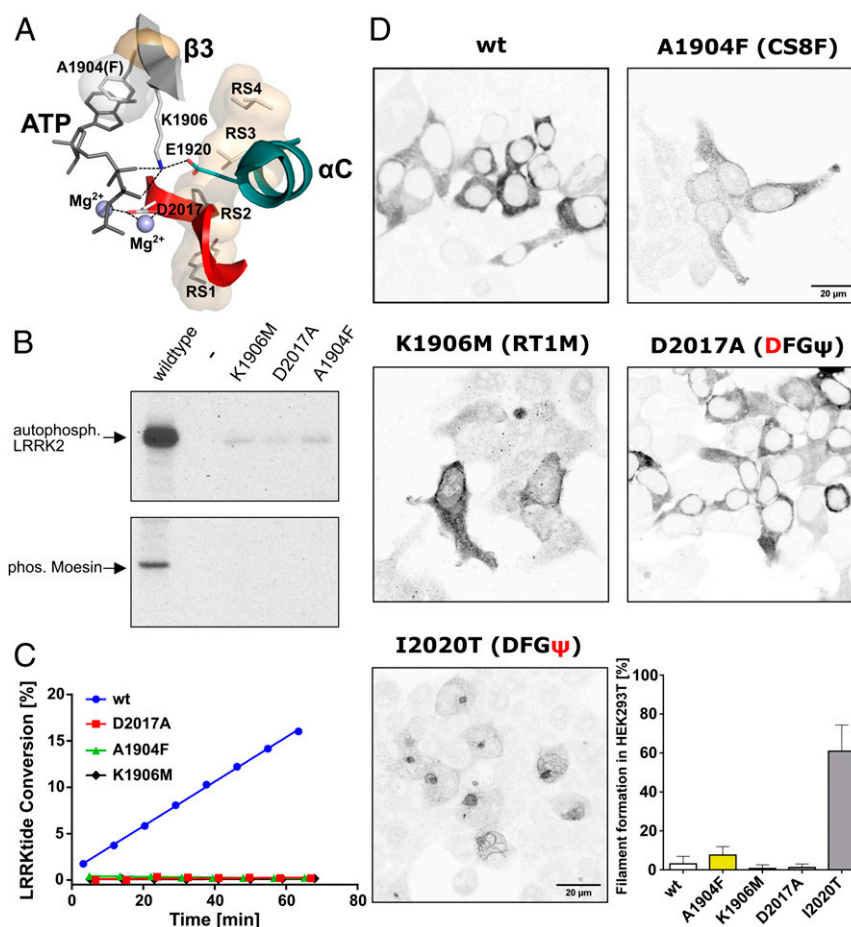 A
β3
A1904(F)
ATP
K1906
E1920
RS4
RS3
αC
Mg2+
D2017
RS2
Mg2+
RS1
B
wildtype
-
K1906M
D2017A
A1904F
autophosph.
LRRK2
phos. Moesin
C
LRRKtide Conversion [%]
20
15
10
5
0
wt
D2017A
A1904F
K1906M
0
20
40
60
80
Time [min]
D
wt
A1904F (CS8F)
20 µm
K1906M (RT1M)
D2017A (DFGψ)
I2020T (DFGψ)
20 µm
Filament formation in HEK293T [%]
100
80
60
40
20
0
wt
A1904F
K1906M
D2017A
I2020T